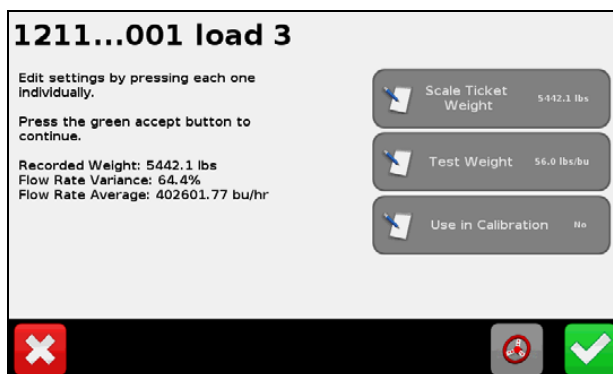 1211...001 load 3
Edit settings by pressing each one
individually.
Press the green accept button to
continue.
Recorded Weight: 5442.1 lbs
Flow Rate Variance: 64.4%
Flow Rate Average: 402601.77 bu/hr
Scale Ticket
Weight
5442.1 lbs
Test Weight
56.0 lbs/bu
Use in Calibration
No